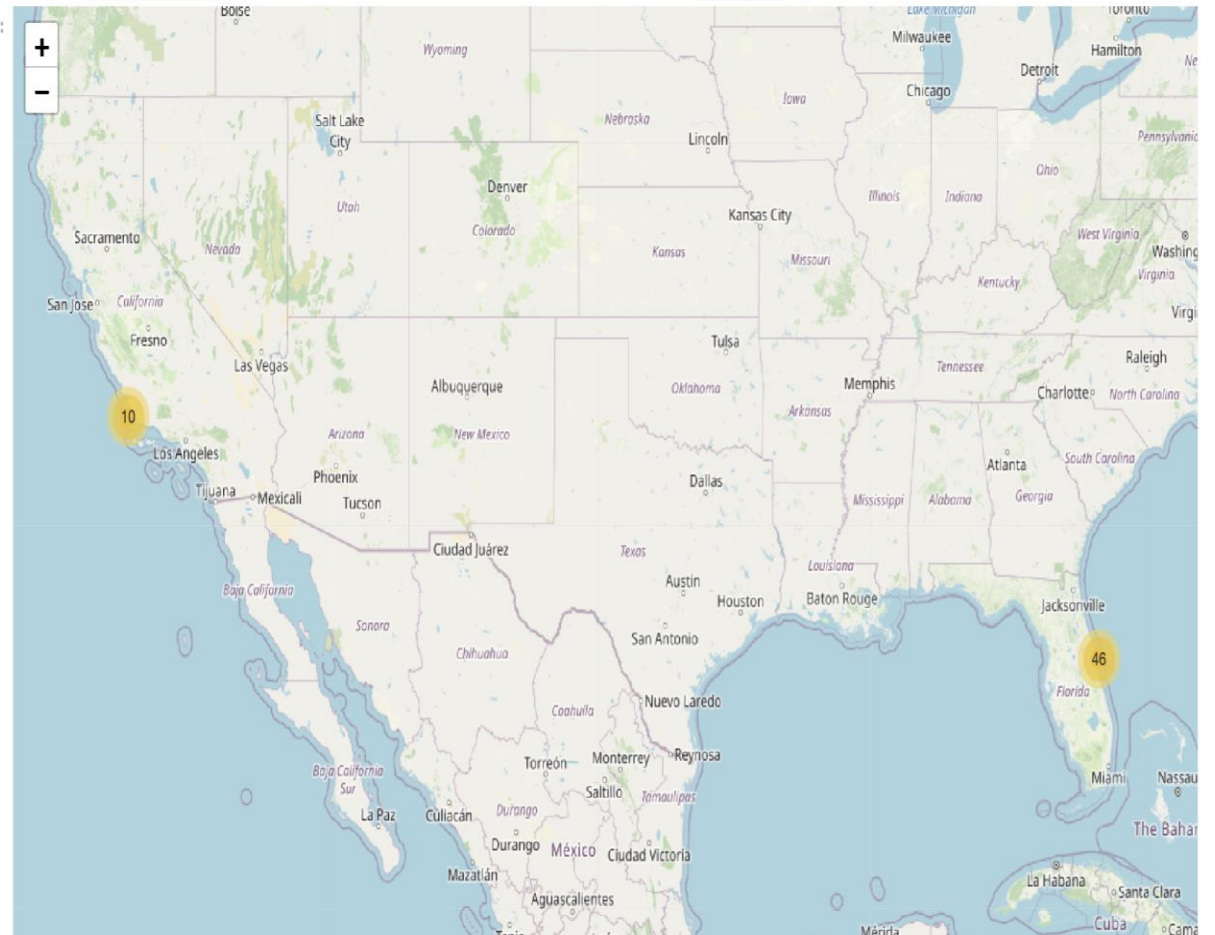 Boise
Lake Michigan
Toronto
+
Wyoming
Milwaukee
Hamilton
Ne
Detroit
−
Chicago
Iowa
Salt Lake
City
Nebraska
Lincoln
Pennsylvania
Ohio
Denver
Utah
Illinois
Indiana
Kansas City
Colorado
Sacramento
Nevada
Kansas
Missouri
West Virginia
Washing
Virginia
Kentucky
San Jose
California
Virgi
Fresno
Tulsa
Las Vegas
Raleigh
Tennessee
Albuquerque
Oklahoma
Memphis
Charlotte
North Carolina
10
Arkansas
Arizona
New Mexico
Los Angeles
South Carolina
Atlanta
Phoenix
Dallas
Tijuana
Mexicali
Tucson
Mississippi
Alabama
Georgia
Ciudad Juárez
Texas
Louisiana
Austin
Baja California
Houston
Baton Rouge
Jacksonville
Sonora
San Antonio
Chihuahua
46
Florida
Nuevo Laredo
Coahuila
Reynosa
Torreón
Monterrey
Baja California
Sur
Miami
Nassau
Saltillo
Tamaulipas
La Paz
Culiacán
Durango
The Bahar
Durango
México
Ciudad Victoria
Mazatlán
La Habana
Santa Clara
Aguascalientes
Cuba
Cama
Mérida